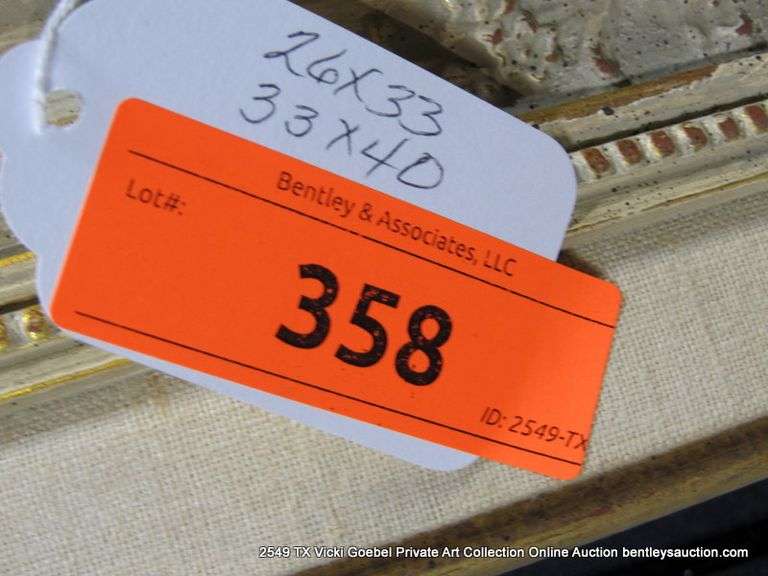 26X33
33X40
Bentley & Associates, LLC
Lot#:
358
ID: 2549-TX
2549 TX Vicki Goebel Private Art Collection Online Auction bentleysauction.com